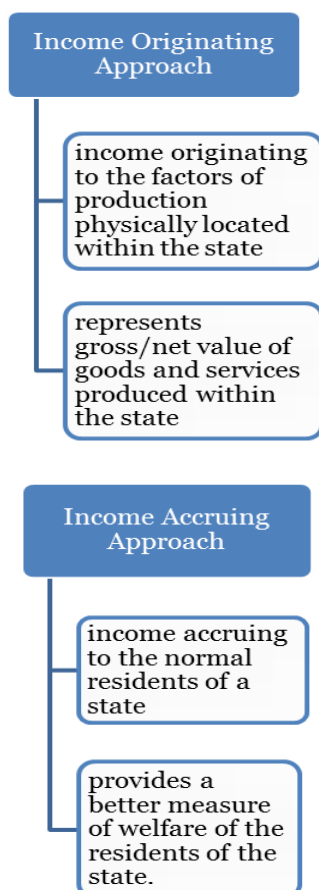 Income Originating
Approach
income originating
to the factors of
production
physically located
within the state
represents
gross/net value of
goods and services
produced within
the state
Income Accruing
Approach
income accruing
to the normal
residents of a
state
provides a
better measure
of welfare of the
residents of the
state.